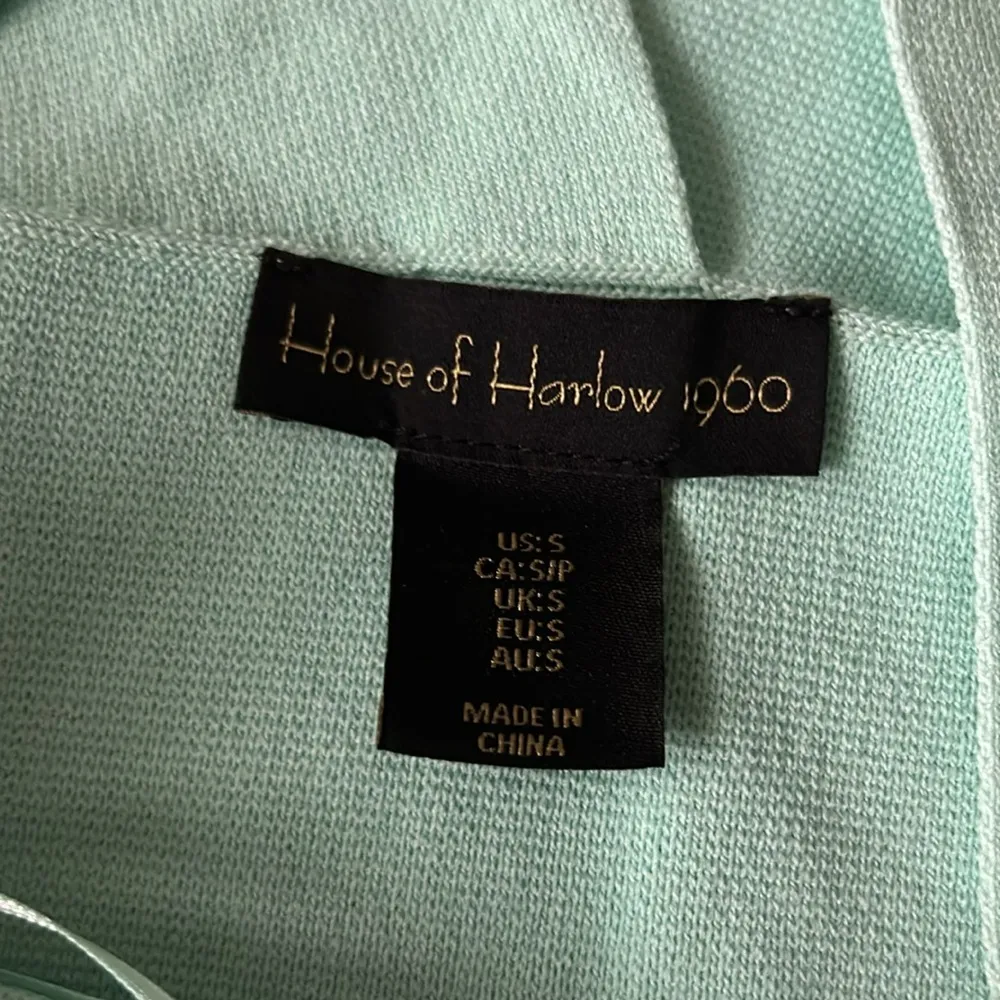 House of Harlow 1960
US: S
CA: S/P
UK: S
EU: S
AU: S
MADE IN
CHINA